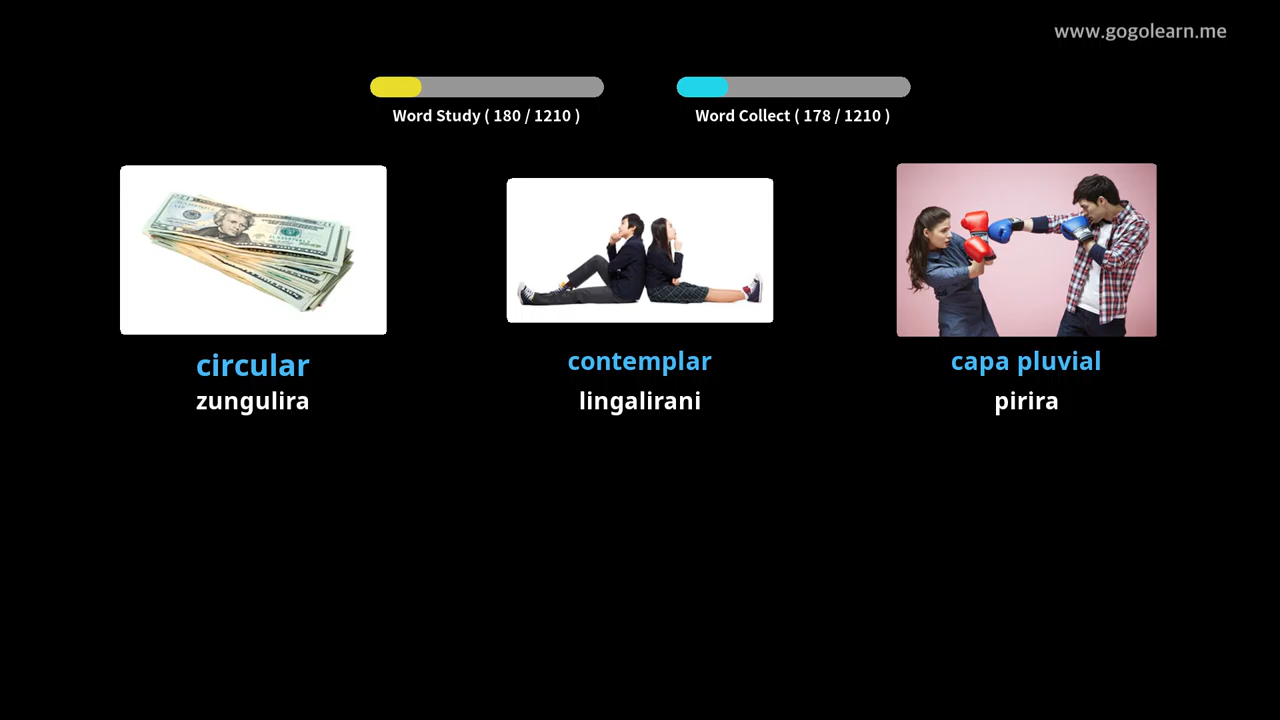 www.gogolearn.me
Word Study ( 180 / 1210 )
Word Collect ( 178 / 1210 )
circular
zungulira
contemplar
lingalirani
capa pluvial
pirira